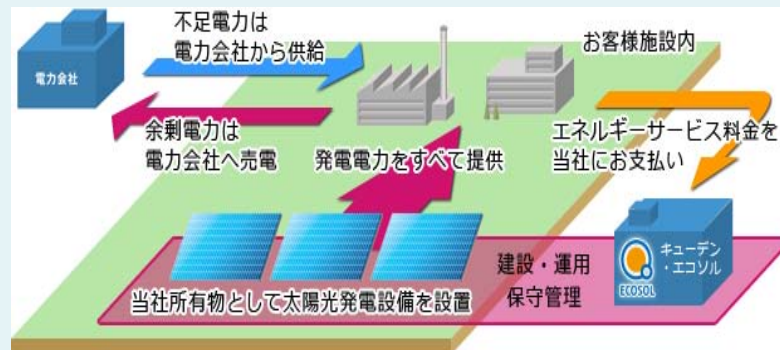 不足電力は
電力会社から供給
電力会社
お客様施設内
余剰電力は
電力会社へ売電
発電電力をすべて提供
エネルギーサービス料金を
当社にお支払い
建設・運用
保守管理
キューデン
・エコソル
ECOSOL
当社所有物として太陽光発電設備を設置